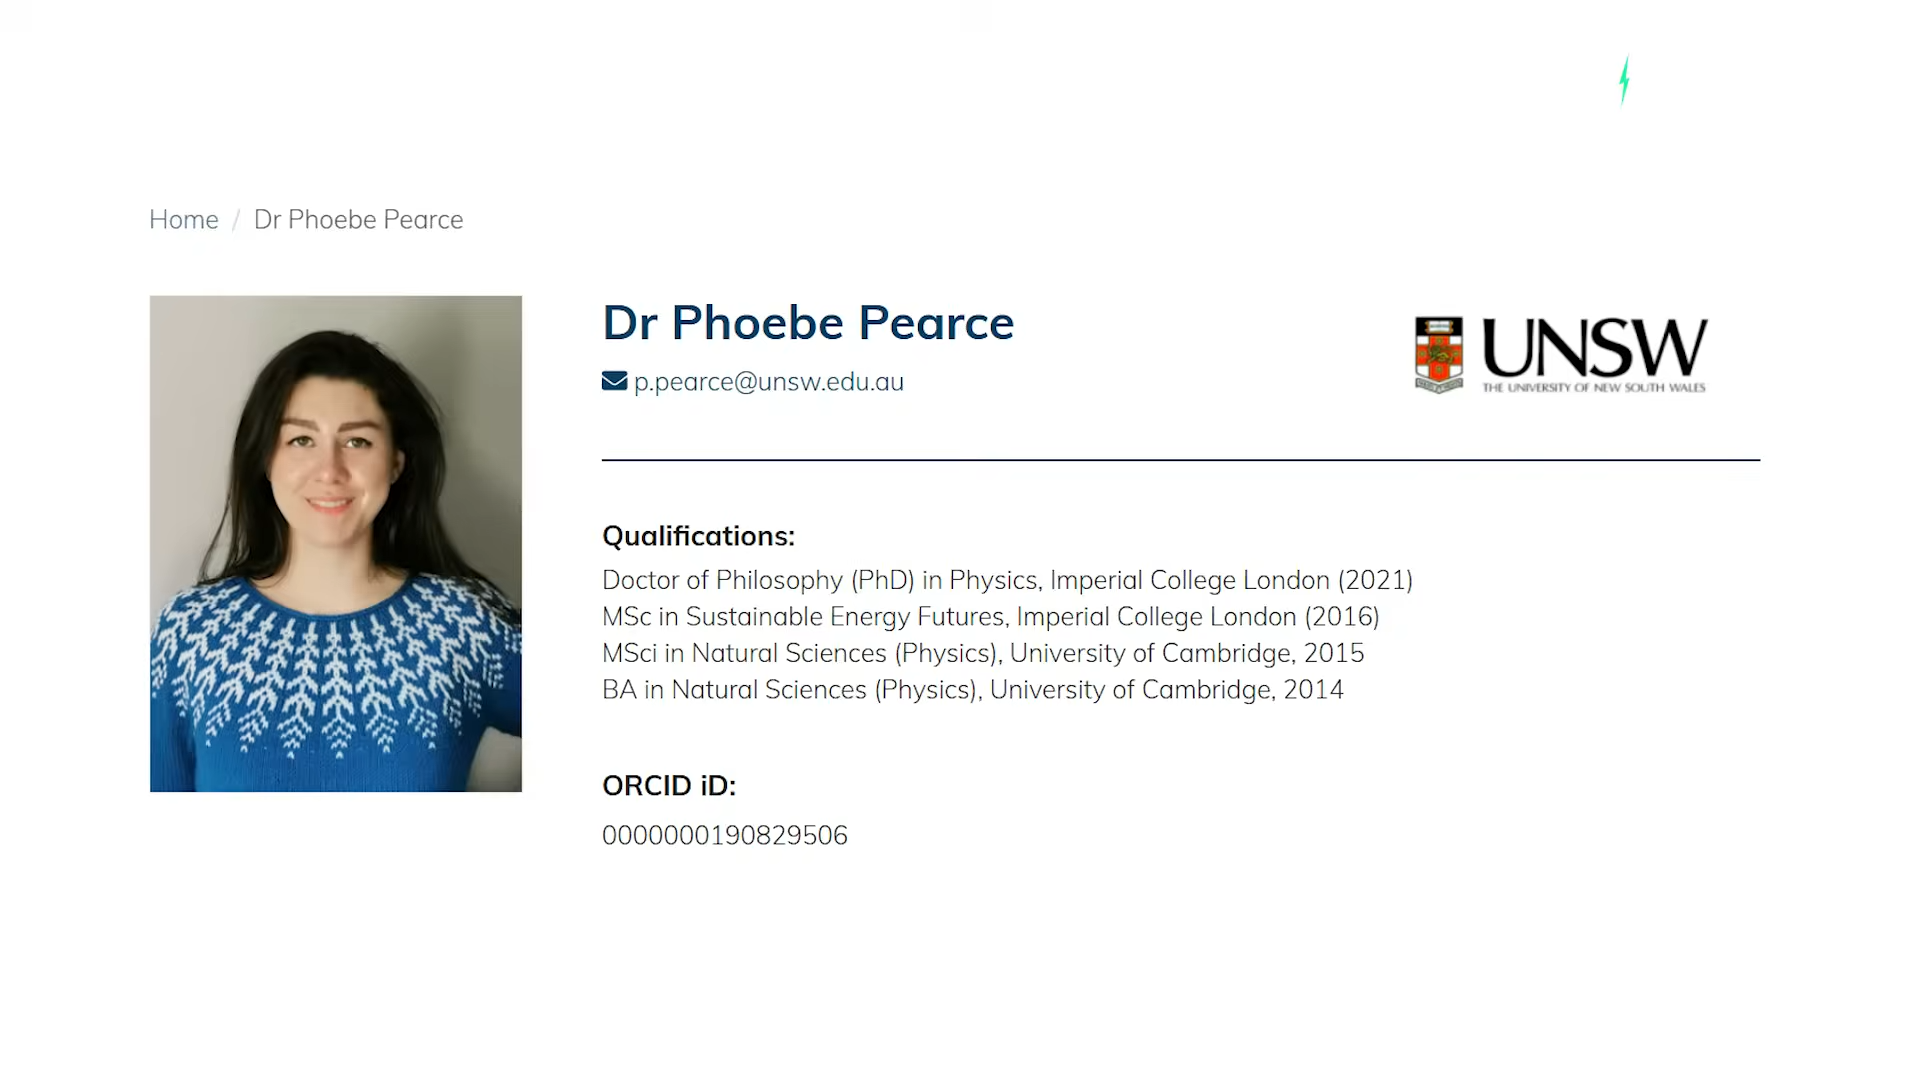 Home / Dr Phoebe Pearce
Dr Phoebe Pearce
p.pearce@unsw.edu.au
UNSW
THE UNIVERSITY OF NEW SOUTH WALES
Qualifications:
Doctor of Philosophy (PhD) in Physics, Imperial College London (2021)
MSc in Sustainable Energy Futures, Imperial College London (2016)
MSci in Natural Sciences (Physics), University of Cambridge, 2015
BA in Natural Sciences (Physics), University of Cambridge, 2014
ORCID iD:
0000000190829506